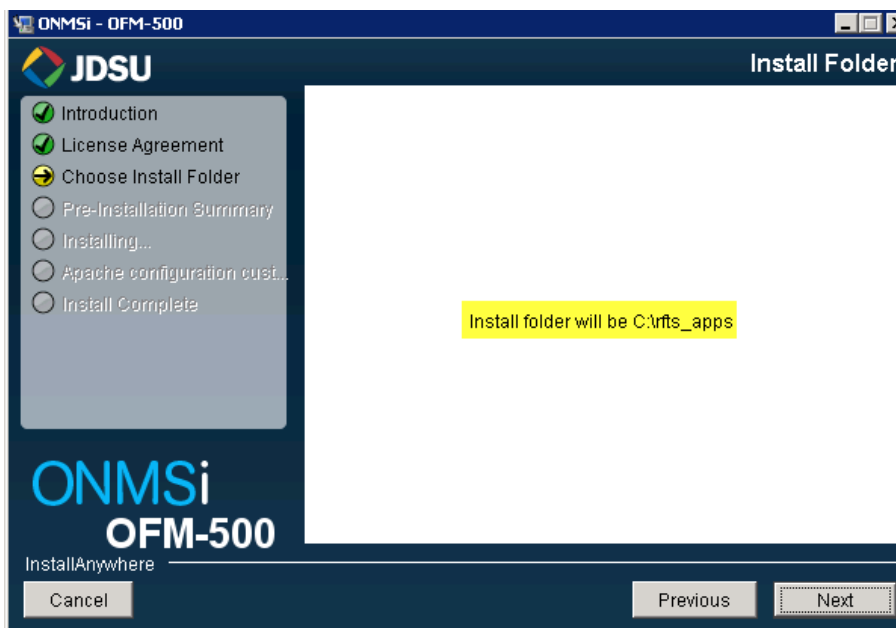 ONMSi - OFM-500
JDSU
Install Folder
Introduction
License Agreement
Choose Install Folder
Pre-Installation Summary
Installing...
Apache configuration cust...
Install Complete
Install folder will be C:\rfts_apps
ONMSi
OFM-500
InstallAnywhere
Cancel
Previous
Next